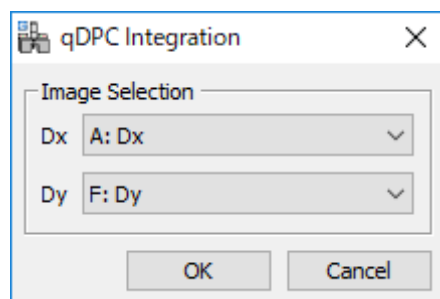 qDPC Integration
Image Selection
Dx A: Dx
Dy F: Dy
OK Cancel